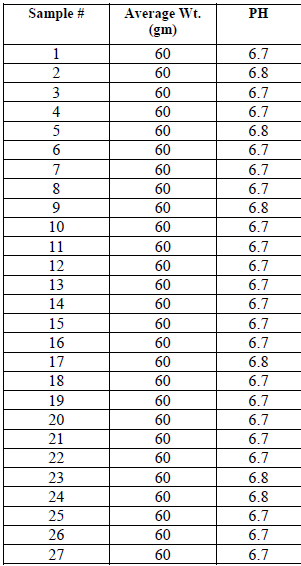 Sample # Average Wt. (gm) PH
1 60 6.7
2 60 6.8
3 60 6.7
4 60 6.7
5 60 6.8
6 60 6.7
7 60 6.7
8 60 6.7
9 60 6.8
10 60 6.7
11 60 6.7
12 60 6.7
13 60 6.7
14 60 6.7
15 60 6.7
16 60 6.7
17 60 6.8
18 60 6.7
19 60 6.7
20 60 6.7
21 60 6.7
22 60 6.7
23 60 6.8
24 60 6.8
25 60 6.7
26 60 6.7
27 60 6.7